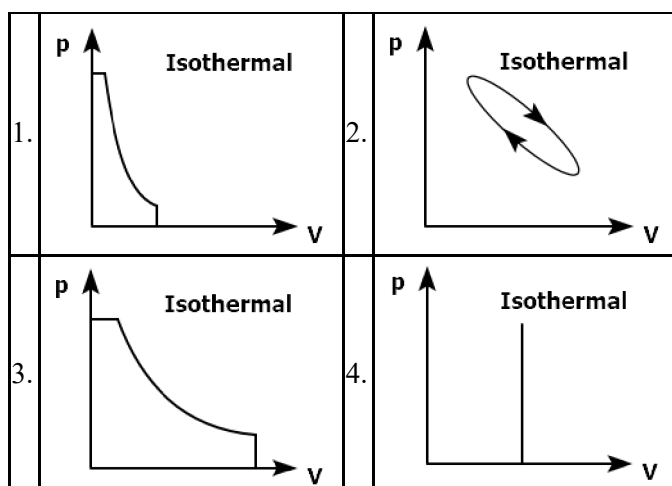 1.
p
Isothermal
V
2.
p
Isothermal
V
3.
p
Isothermal
V
4.
p
Isothermal
V